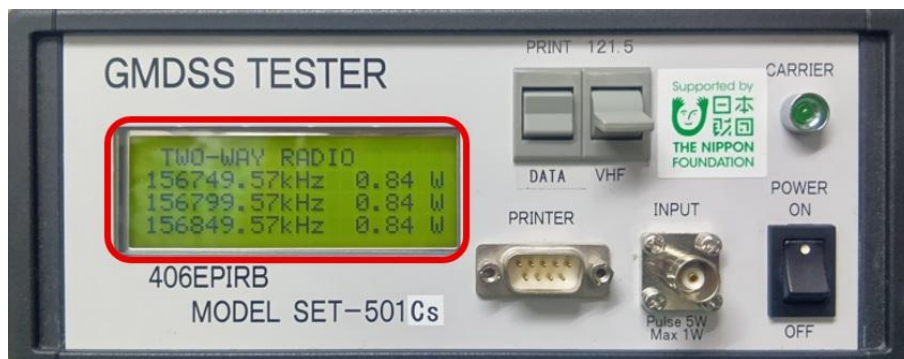 GMDSS TESTER
TWO-WAY RADIO
156749.57kHz 0.84 W
156799.57kHz 0.84 W
156849.57kHz 0.84 W
406EPIRB
MODEL SET-501Cs
PRINT 121.5
DATA VHF
Supported by
日本
財団
THE NIPPON
FOUNDATION
CARRIER
PRINTER
INPUT
Pulse 5W
Max 1W
POWER
ON
OFF